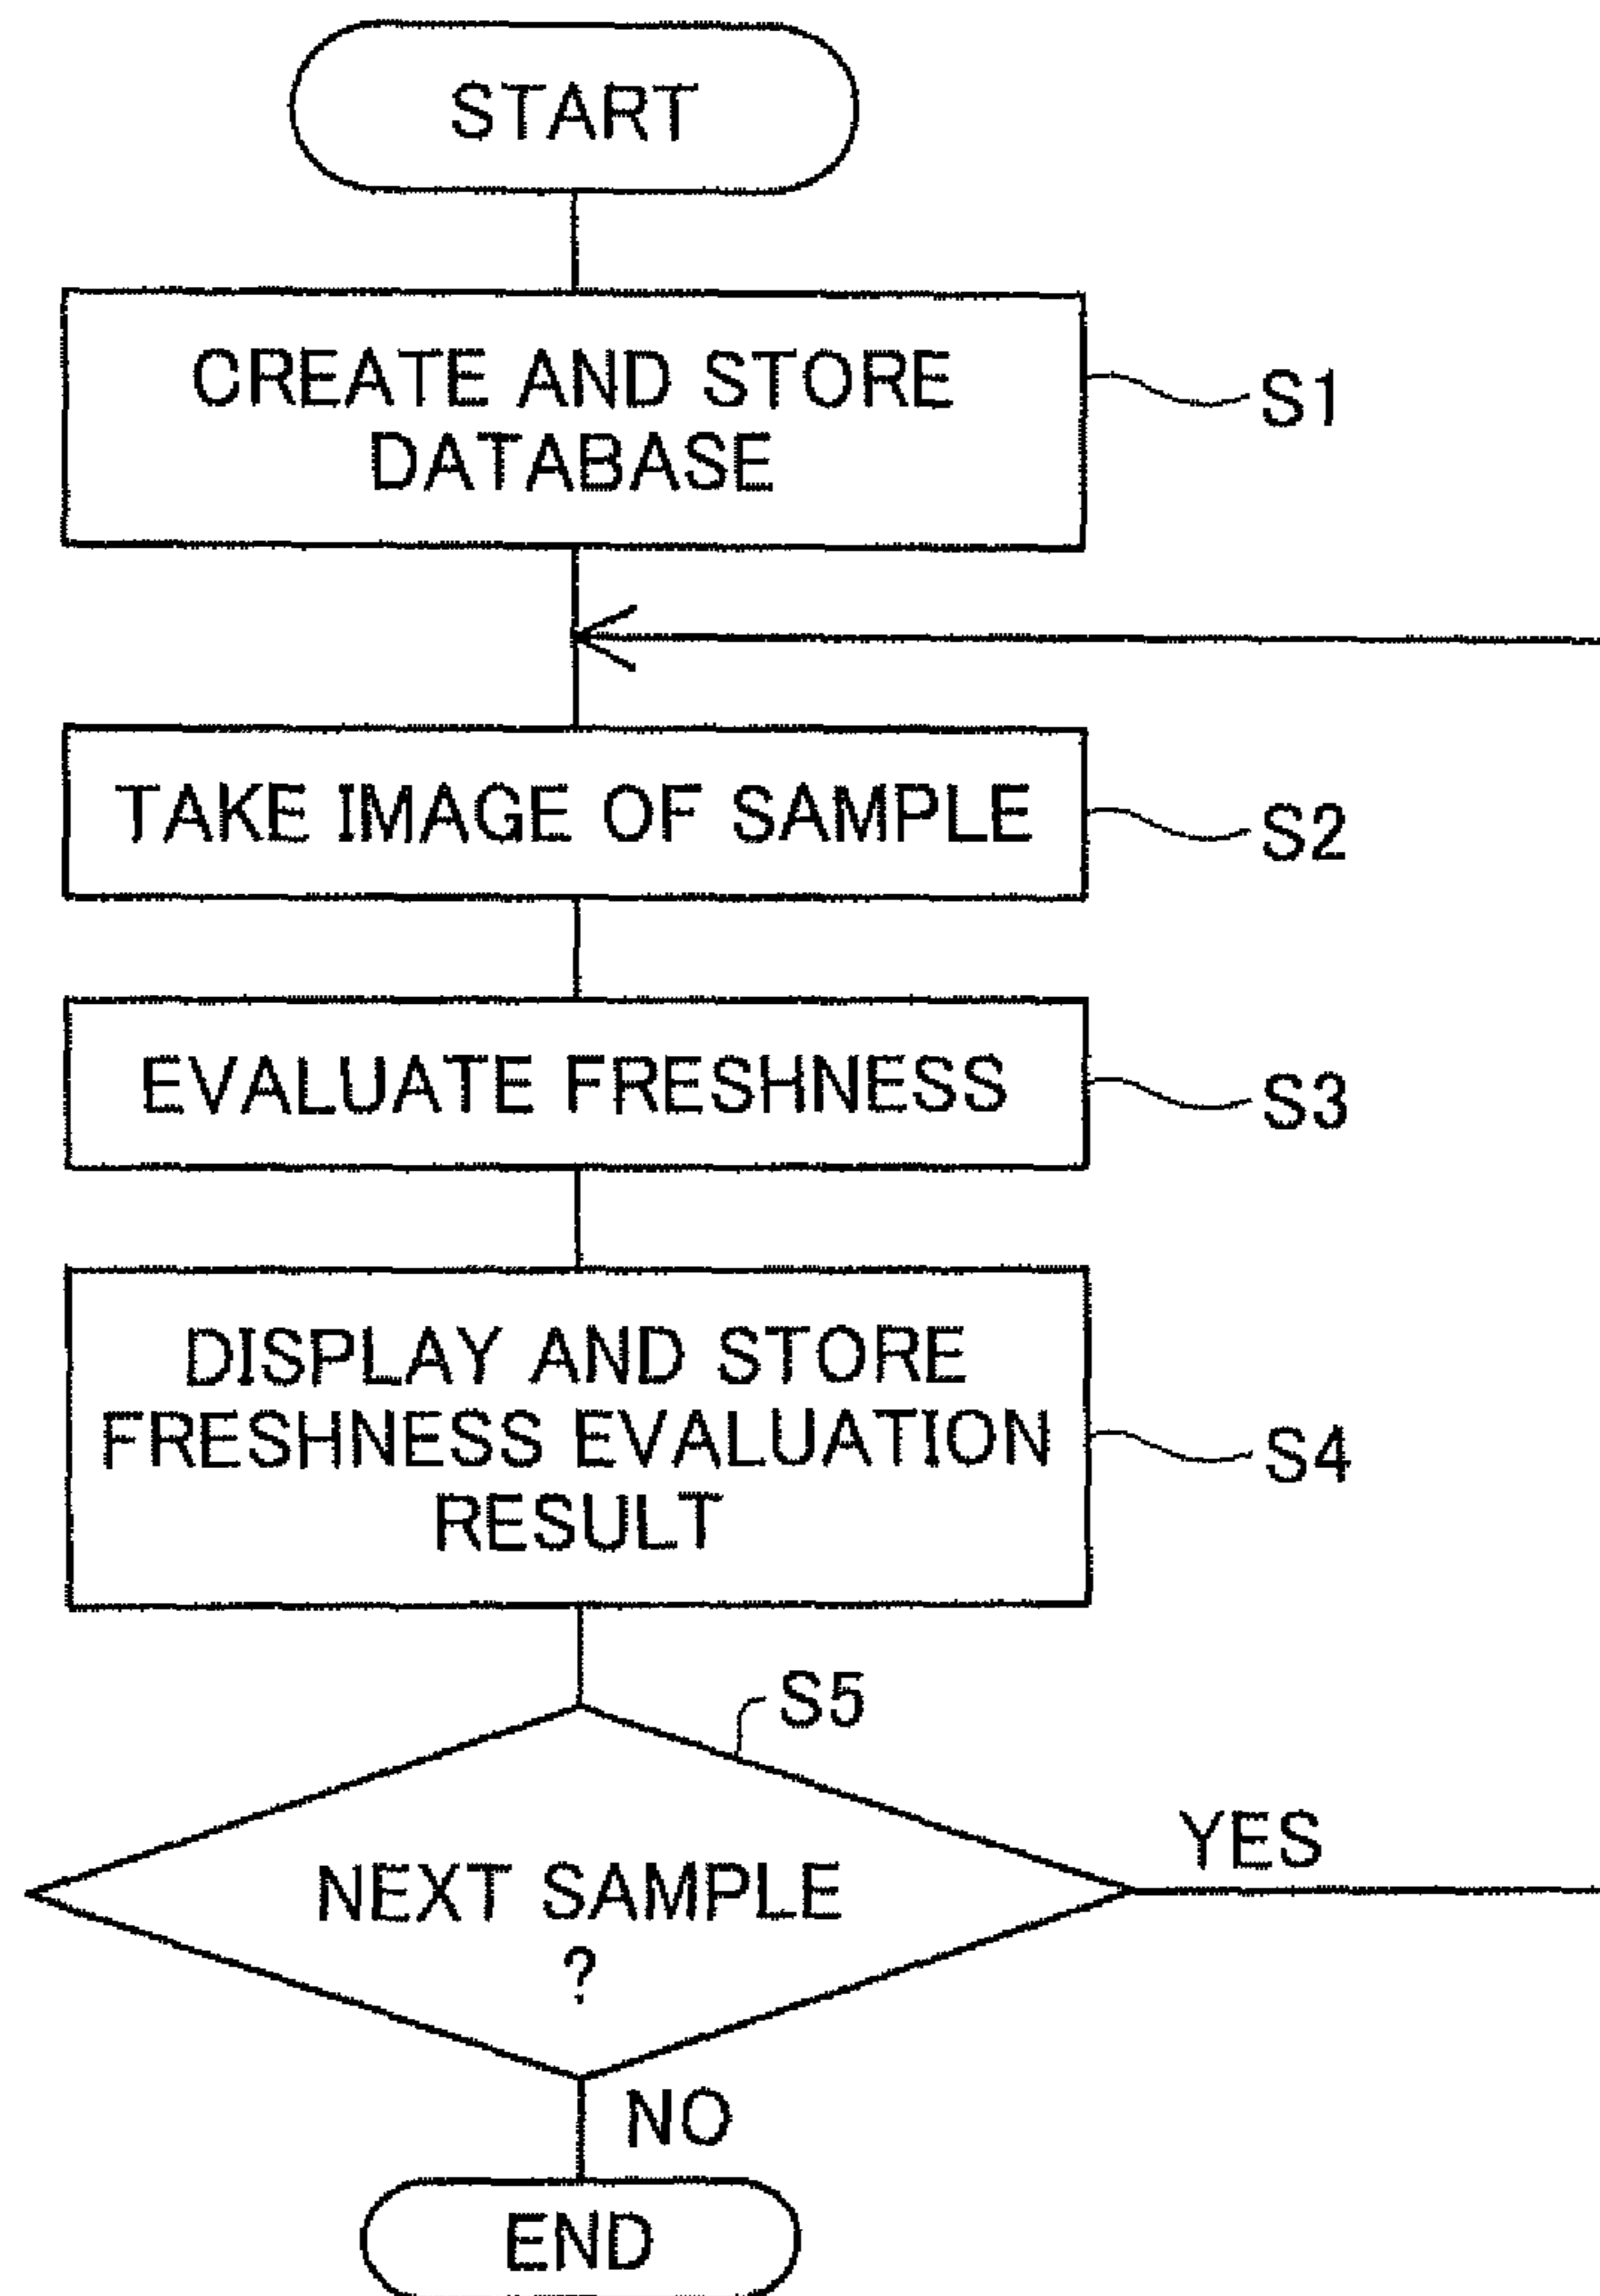 START
CREATE AND STORE
DATABASE
S1
TAKE IMAGE OF SAMPLE
S2
EVALUATE FRESHNESS
S3
DISPLAY AND STORE
FRESHNESS EVALUATION
RESULT
S4
S5
NEXT SAMPLE
?
YES
NO
END